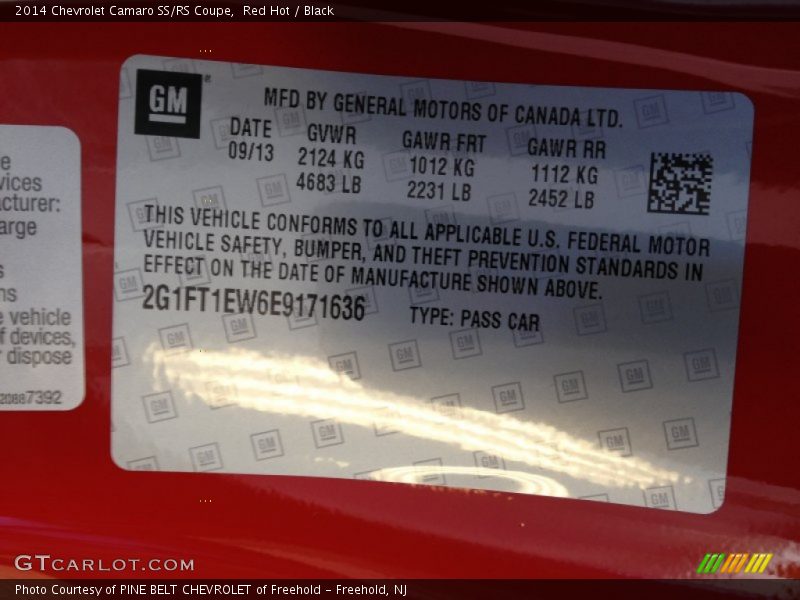 2014 Chevrolet Camaro SS/RS Coupe,  Red Hot / Black
GM
MFD BY GENERAL MOTORS OF CANADA LTD.
DATE GVWR GAWR FRT GAWR RR
09/13 2124 KG 1012 KG 1112 KG
4683 LB 2231 LB 2452 LB
THIS VEHICLE CONFORMS TO ALL APPLICABLE U.S. FEDERAL MOTOR
VEHICLE SAFETY, BUMPER, AND THEFT PREVENTION STANDARDS IN
EFFECT ON THE DATE OF MANUFACTURE SHOWN ABOVE.
2G1FT1EW6E9171636 TYPE: PASS CAR
e
vices
cturer:
arge
s
ns
e vehicle
f devices,
dispose
20887392
GTCARLOT.COM
Photo Courtesy of PINE BELT CHEVROLET of Freehold – Freehold, NJ